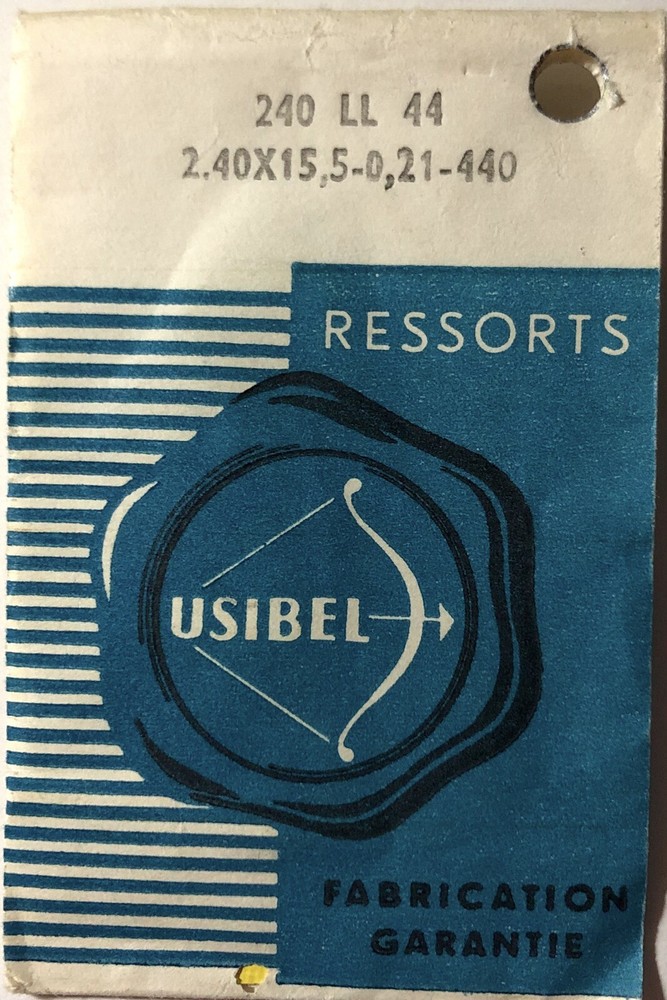 240 LL 44
2.40X15,5-0,21-440
RESSORTS
USIBEL
FABRICATION
GARANTIE